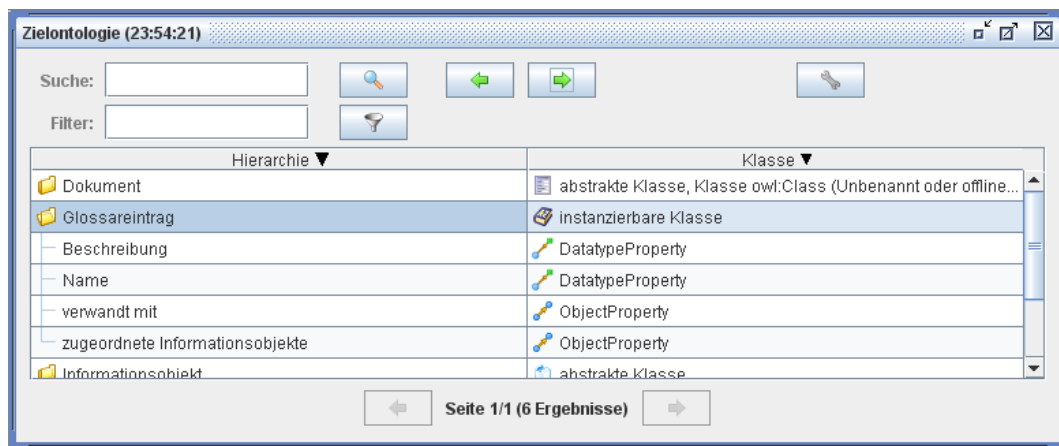 Zielontologie (23:54:21)
Suche:
Filter:
Hierarchie ▼ Klasse ▼
Dokument abstrakte Klasse, Klasse owl:Class (Unbenannt oder offline...
Glossareintrag instanzierbare Klasse
Beschreibung DatatypeProperty
Name DatatypeProperty
verwandt mit ObjectProperty
zugeordnete Informationsobjekte ObjectProperty
Informationsobjekt abstrakte Klasse
Seite 1/1 (6 Ergebnisse)